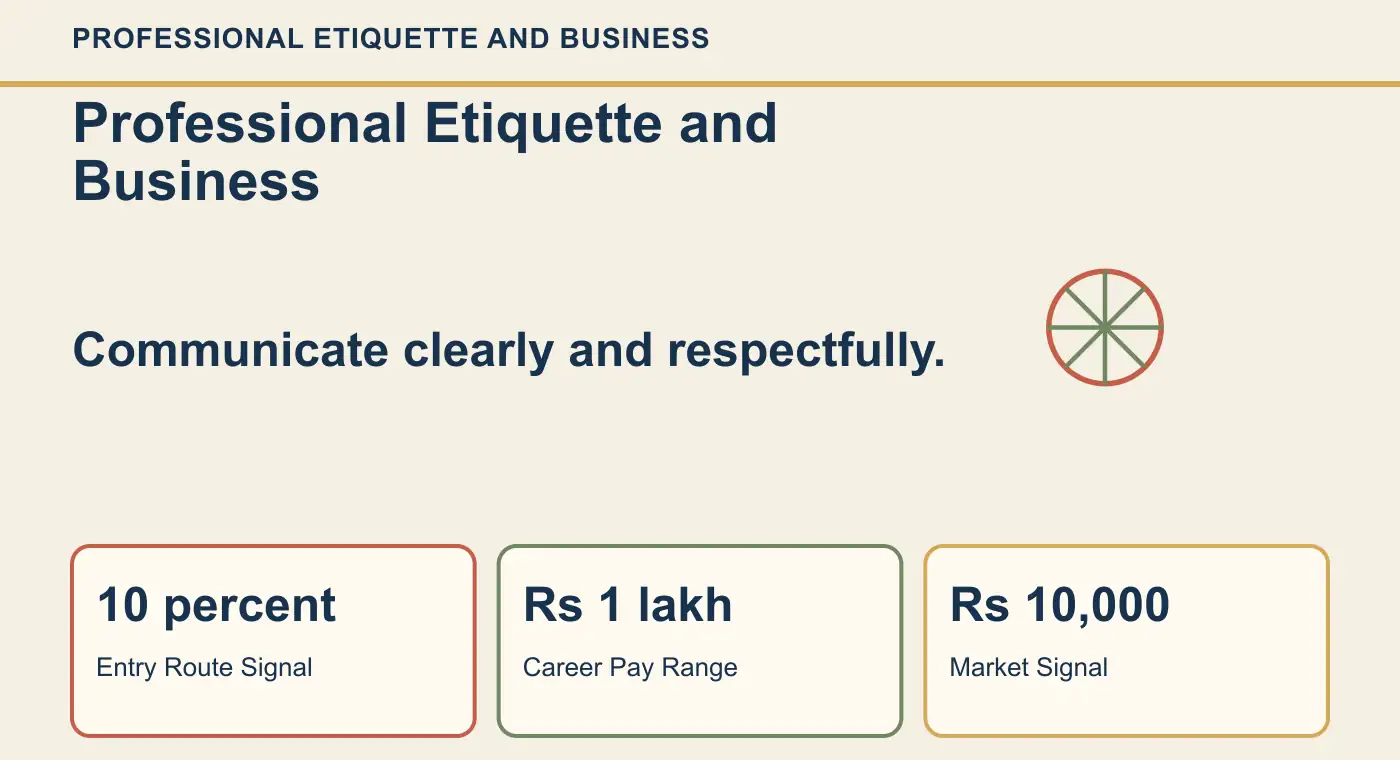 PROFESSIONAL ETIQUETTE AND BUSINESS
Professional Etiquette and
Business
Communicate clearly and respectfully.
10 percent
Entry Route Signal
Rs 1 lakh
Career Pay Range
Rs 10,000
Market Signal